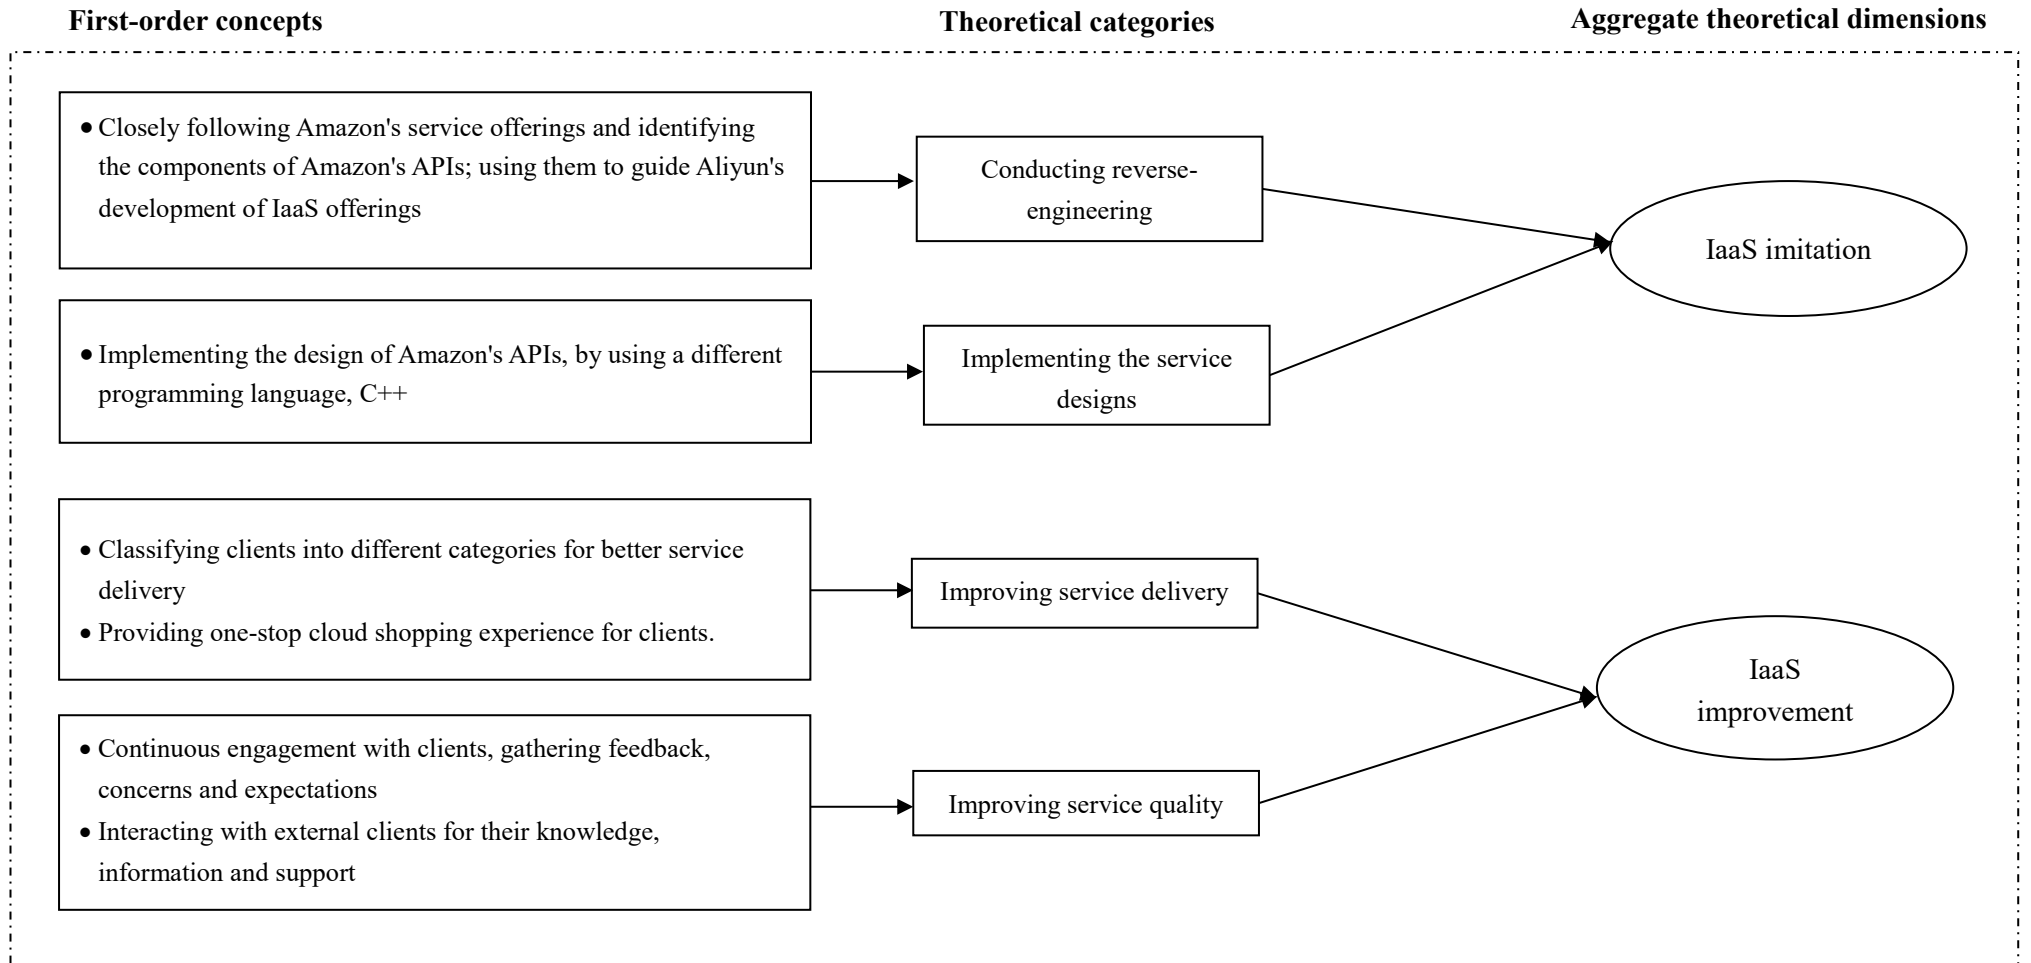 First-order concepts
Theoretical categories
Aggregate theoretical dimensions
• Closely following Amazon's service offerings and identifying
the components of Amazon's APIs; using them to guide Aliyun's
development of IaaS offerings
Conducting reverse-
engineering
IaaS imitation
• Implementing the design of Amazon's APIs, by using a different
programming language, C++
Implementing the service
designs
• Classifying clients into different categories for better service
delivery
• Providing one-stop cloud shopping experience for clients.
Improving service delivery
IaaS
improvement
• Continuous engagement with clients, gathering feedback,
concerns and expectations
• Interacting with external clients for their knowledge,
information and support
Improving service quality